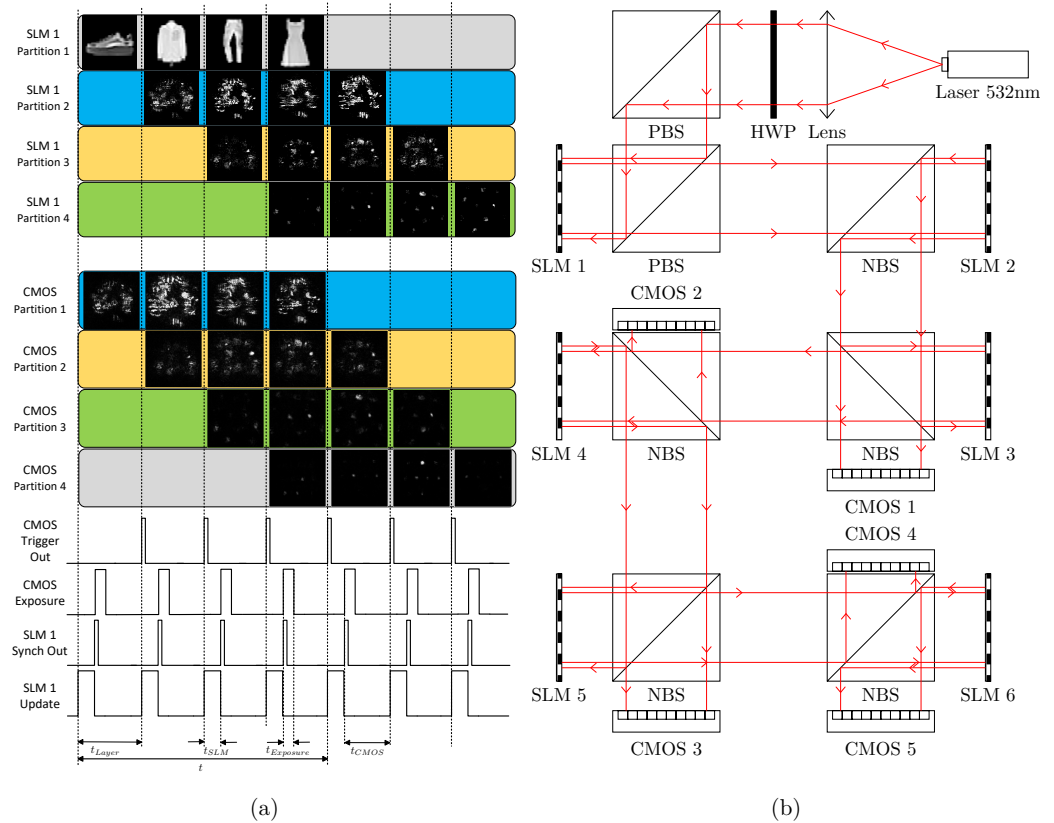 SLM 1
Partition 1
SLM 1
Partition 2
SLM 1
Partition 3
SLM 1
Partition 4
CMOS
Partition 1
CMOS
Partition 2
CMOS
Partition 3
CMOS
Partition 4
CMOS
Trigger
Out
CMOS
Exposure
SLM 1
Synch Out
SLM 1
Update
t_Layer
t_SLM
t_Exposure
t_CMOS
t
(a)
Laser 532nm
PBS
HWP
Lens
SLM 1
PBS
NBS
SLM 2
CMOS 2
SLM 4
NBS
NBS
SLM 3
CMOS 1
CMOS 4
SLM 5
NBS
NBS
SLM 6
CMOS 3
CMOS 5
(b)